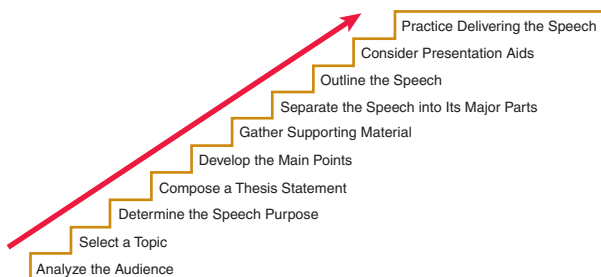 Practice Delivering the Speech
Consider Presentation Aids
Outline the Speech
Separate the Speech into Its Major Parts
Gather Supporting Material
Develop the Main Points
Compose a Thesis Statement
Determine the Speech Purpose
Select a Topic
Analyze the Audience